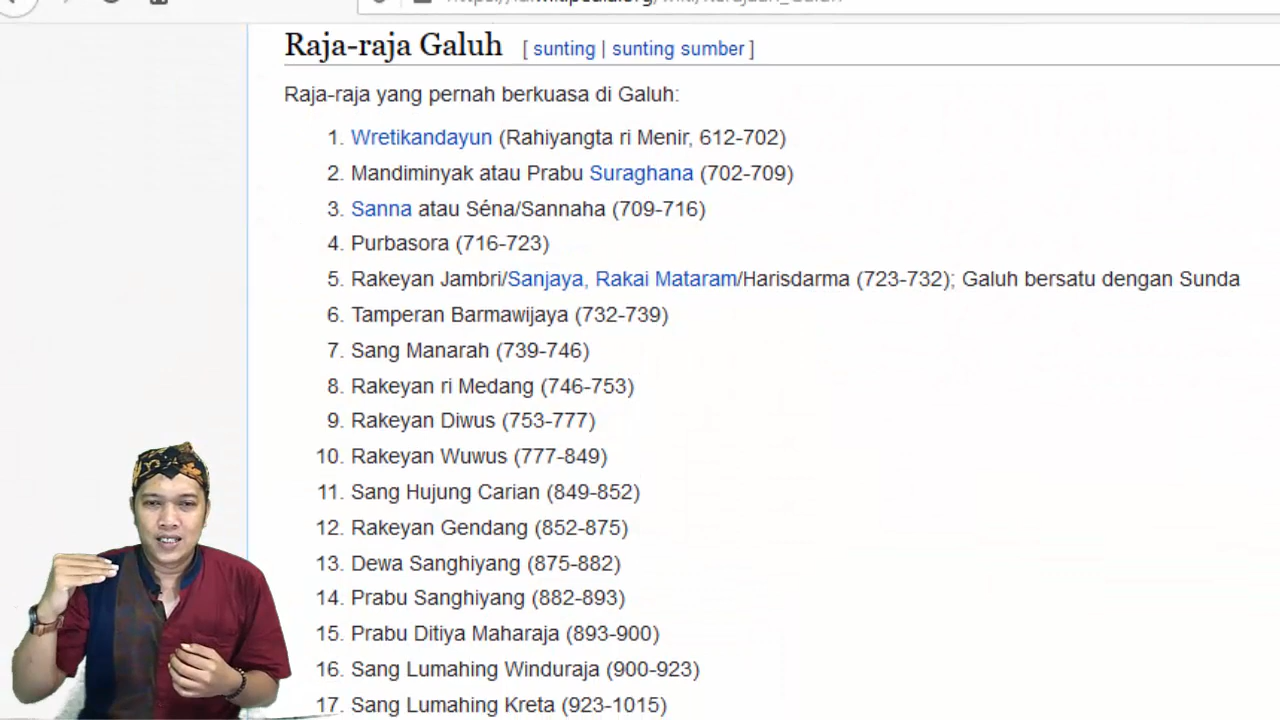 Raja-raja Galuh [ sunting | sunting sumber ]
Raja-raja yang pernah berkuasa di Galuh:
1. Wretikandayun (Rahiyangta ri Menir, 612-702)
2. Mandiminyak atau Prabu Suraghana (702-709)
3. Sanna atau Séna/Sannaha (709-716)
4. Purbasora (716-723)
5. Rakeyan Jambri/Sanjaya, Rakai Mataram/Harisdarma (723-732); Galuh bersatu dengan Sunda
6. Tamperan Barmawijaya (732-739)
7. Sang Manarah (739-746)
8. Rakeyan ri Medang (746-753)
9. Rakeyan Diwus (753-777)
10. Rakeyan Wuwus (777-849)
11. Sang Hujung Carian (849-852)
12. Rakeyan Gendang (852-875)
13. Dewa Sanghiyang (875-882)
14. Prabu Sanghiyang (882-893)
15. Prabu Ditiya Maharaja (893-900)
16. Sang Lumahing Winduraja (900-923)
17. Sang Lumahing Kreta (923-1015)